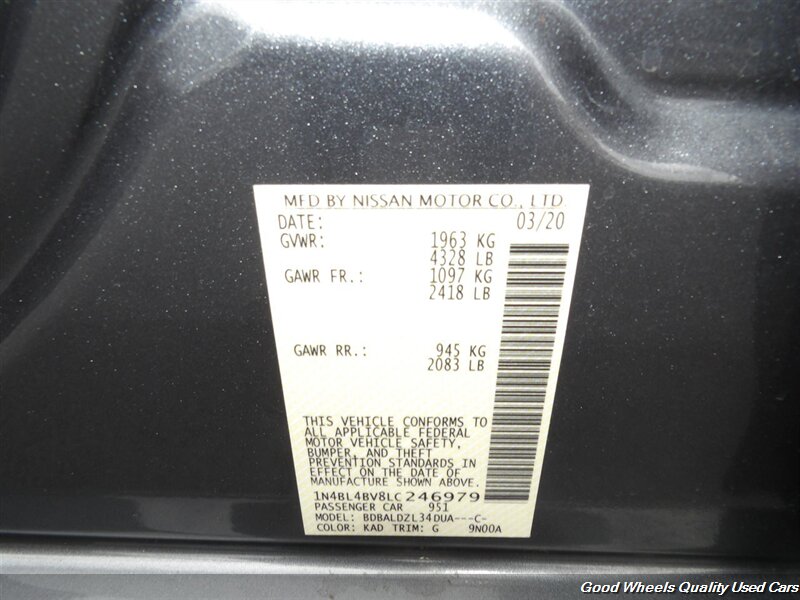 MFD BY NISSAN MOTOR CO., LTD.
DATE: 03/20
GVWR: 1963 KG
4328 LB
GAWR FR.: 1097 KG
2418 LB
GAWR RR.: 945 KG
2083 LB
THIS VEHICLE CONFORMS TO
ALL APPLICABLE FEDERAL
MOTOR VEHICLE SAFETY,
BUMPER, AND THEFT
PREVENTION STANDARDS IN
EFFECT ON THE DATE OF
MANUFACTURE SHOWN ABOVE.
1N4BL4BV8LC246979
PASSENGER CAR 951
MODEL: BDBALDZL34DUA---C-
COLOR: KAD TRIM: G 9N00A
Good Wheels Quality Used Cars